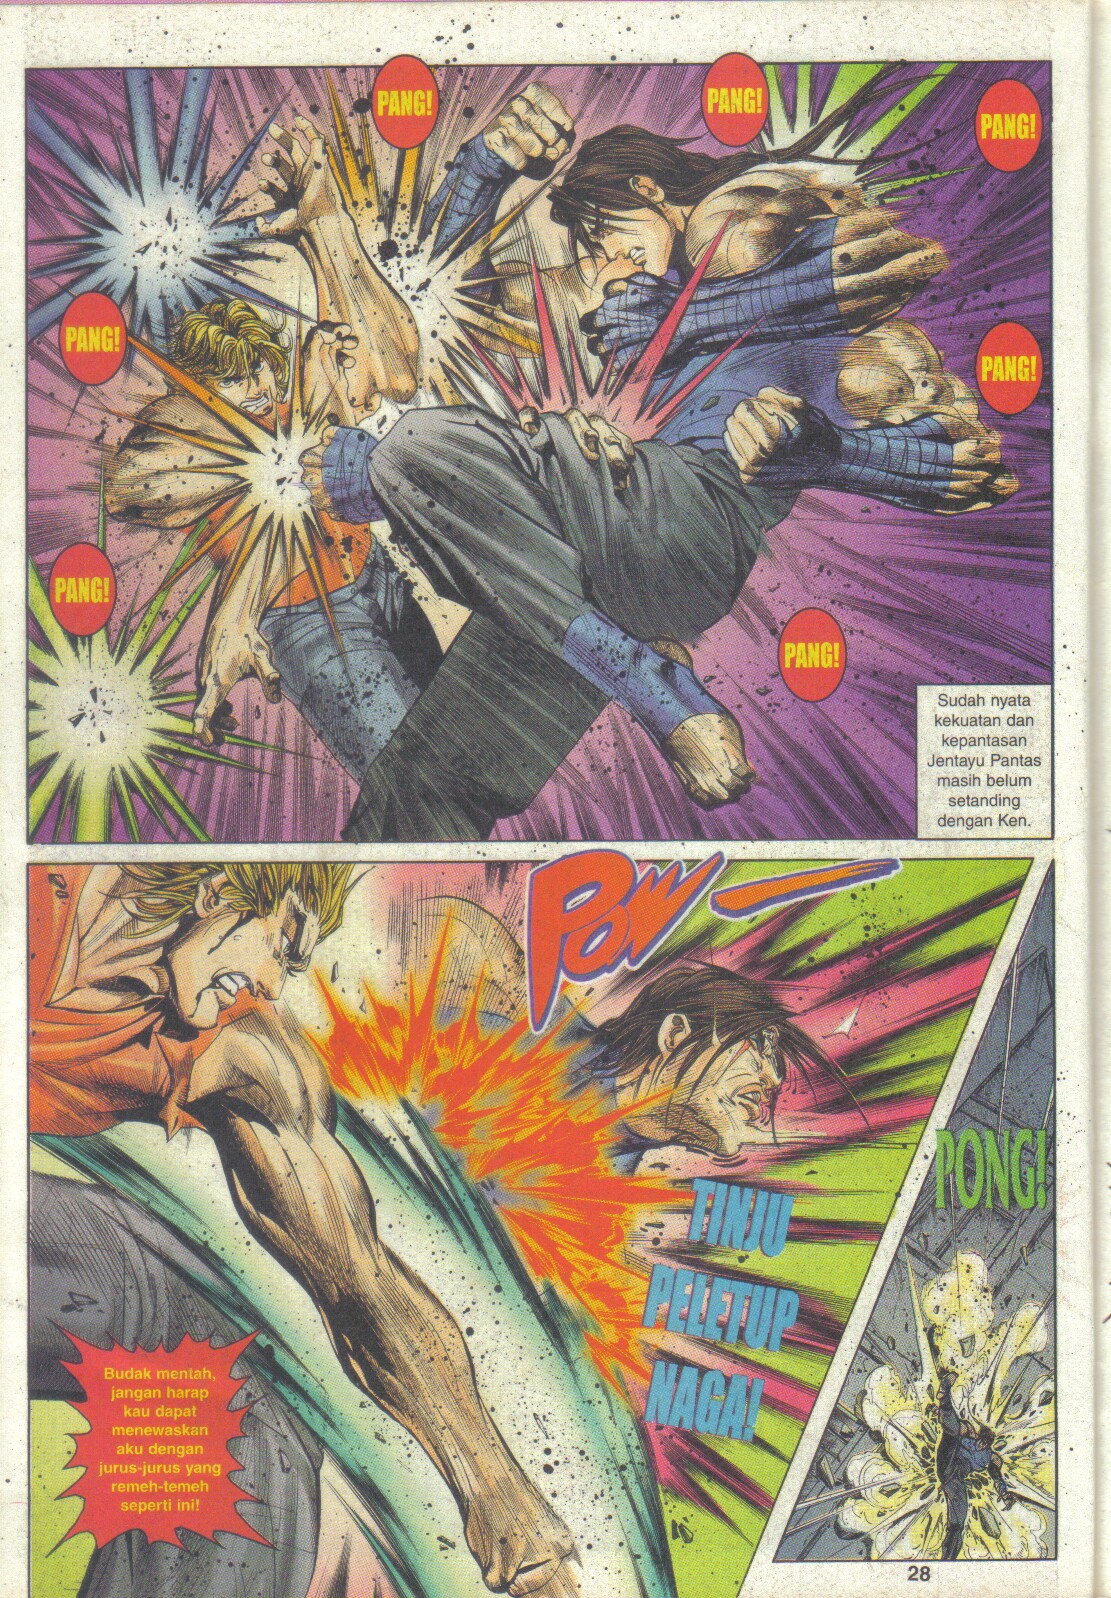 PANG!
PANG!
PANG!
PANG!
PANG!
PANG!
PANG!
Sudah nyata
kekuatan dan
kepantasan
Jentayu Pantas
masih belum
setanding
dengan Ken.
POW
PONG!
TINJU
PELETUP
NAGA!
Budak mentah,
jangan harap
kau dapat
menewaskan
aku dengan
jurus-jurus yang
remeh-temeh
seperti ini!
28